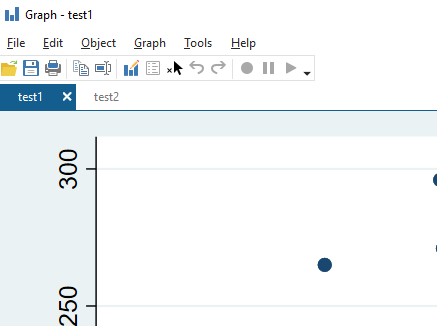 Graph - test1
File Edit Object Graph Tools Help
test1 test2
300
250